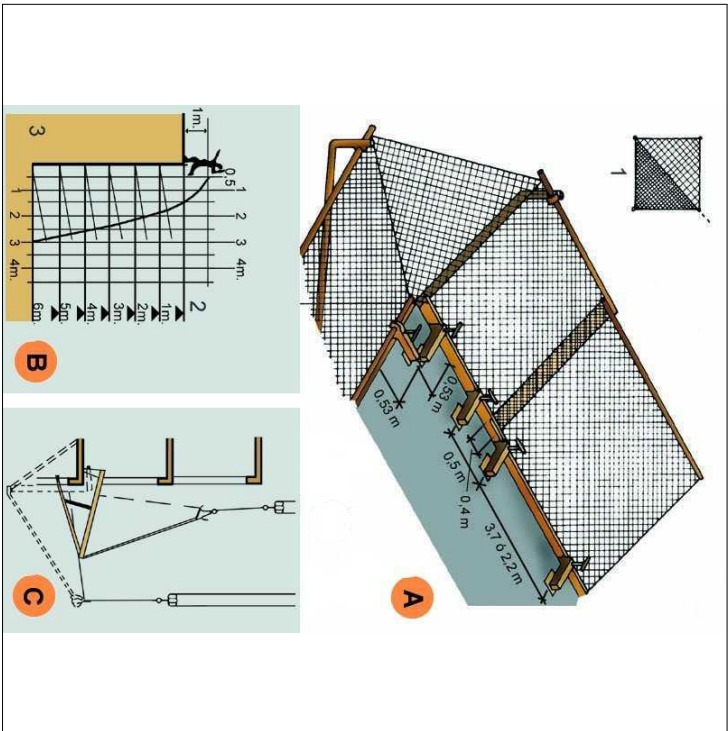 1
3,7 ó 2,2 m
0,53 m
0,5 m
0,4 m
0,53 m
A
0,5 1 2 3 4m.
1m.
2
1m.
2m.
3m.
4m.
5m.
6m.
3
1 2 3 4m.
B
C